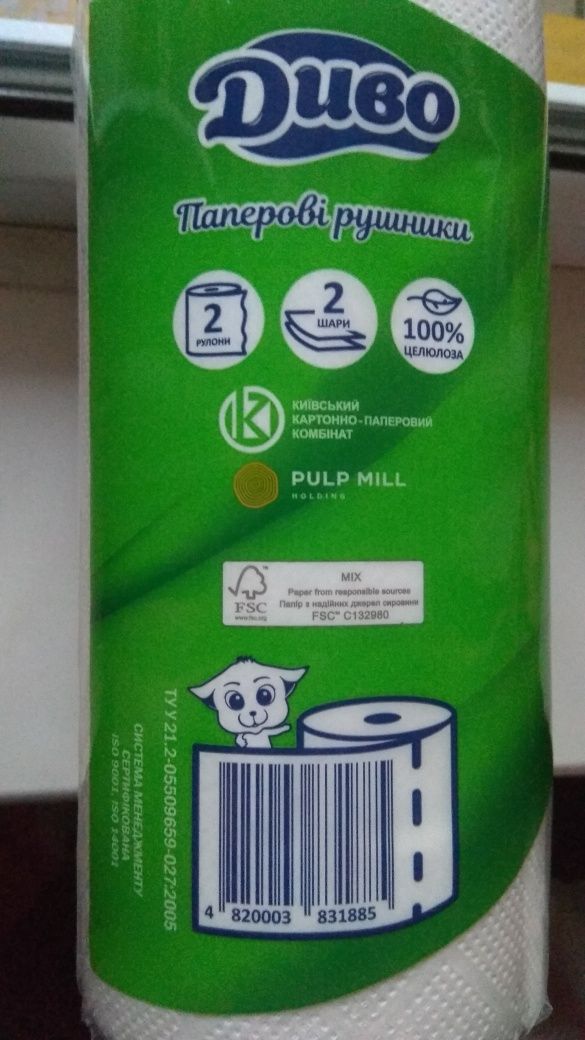 Диво
Паперові рушники
2
РУЛОНИ
2
ШАРИ
100%
ЦЕЛЮЛОЗА
КИЇВСЬКИЙ
КАРТОННО-ПАПЕРОВИЙ
КОМБІНАТ
PULP MILL
HOLDING
FSC
www.fsc.org
MIX
Paper from responsible sources
Папір з надійних джерел сировини
FSC™ C132980
ТУ У 21.2-05509659-027:2005
СИСТЕМА МЕНЕДЖМЕНТУ
СЕРТИФІКОВАНА
ISO 9001, ISO 14001
4 820003 831885